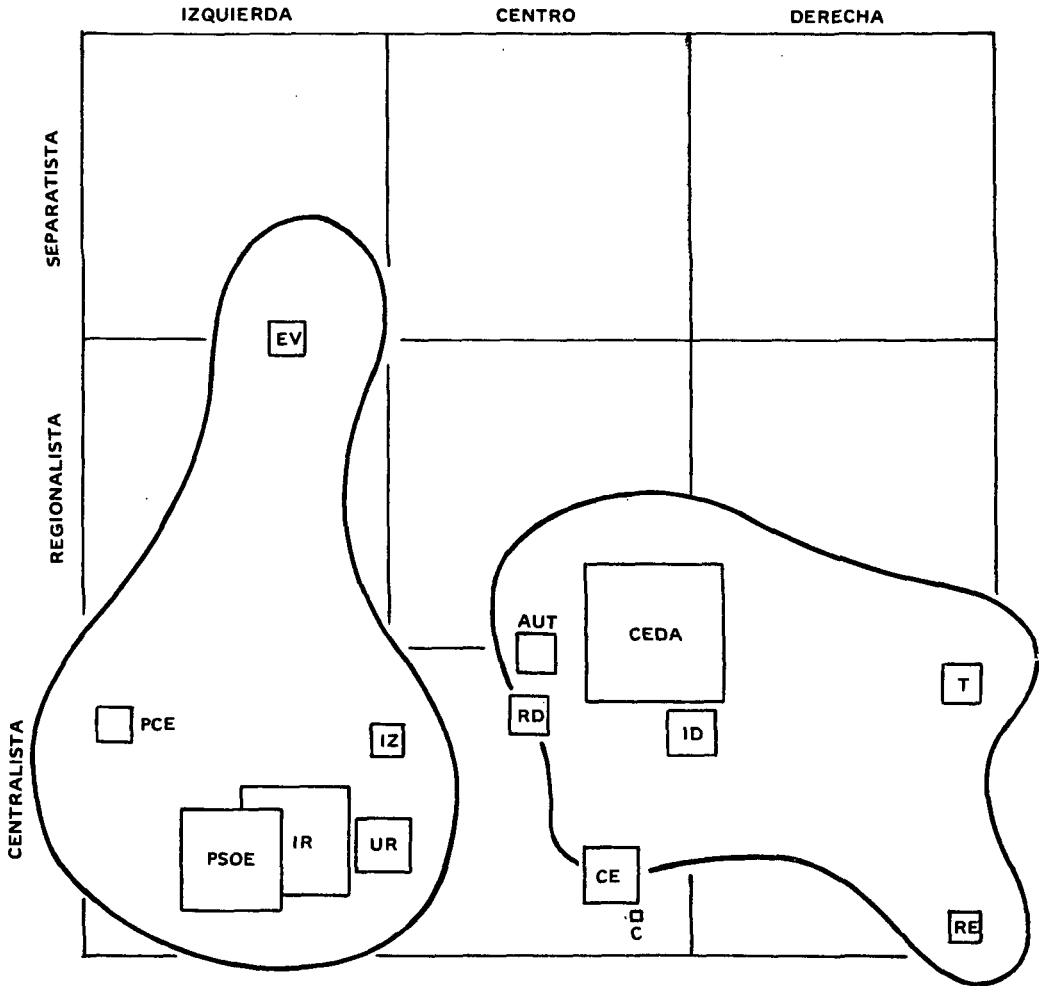 IZQUIERDA
CENTRO
DERECHA
SEPARATISTA
REGIONALISTA
CENTRALISTA
EV
AUT
CEDA
T
RD
PCE
IZ
ID
IR
UR
PSOE
CE
C
RE